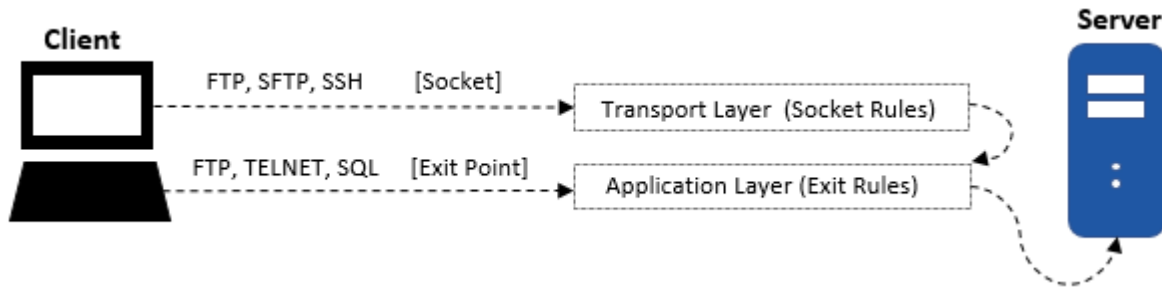 Server
Client
FTP, SFTP, SSH [Socket]
Transport Layer (Socket Rules)
FTP, TELNET, SQL [Exit Point]
Application Layer (Exit Rules)